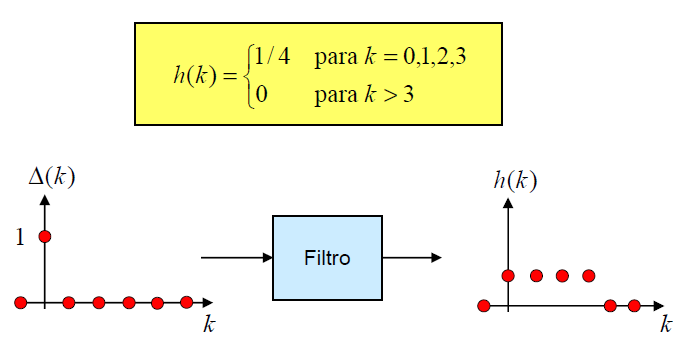 h(k) = { 1/4 para k = 0,1,2,3
0 para k > 3
Δ(k)
1
k
Filtro
h(k)
k